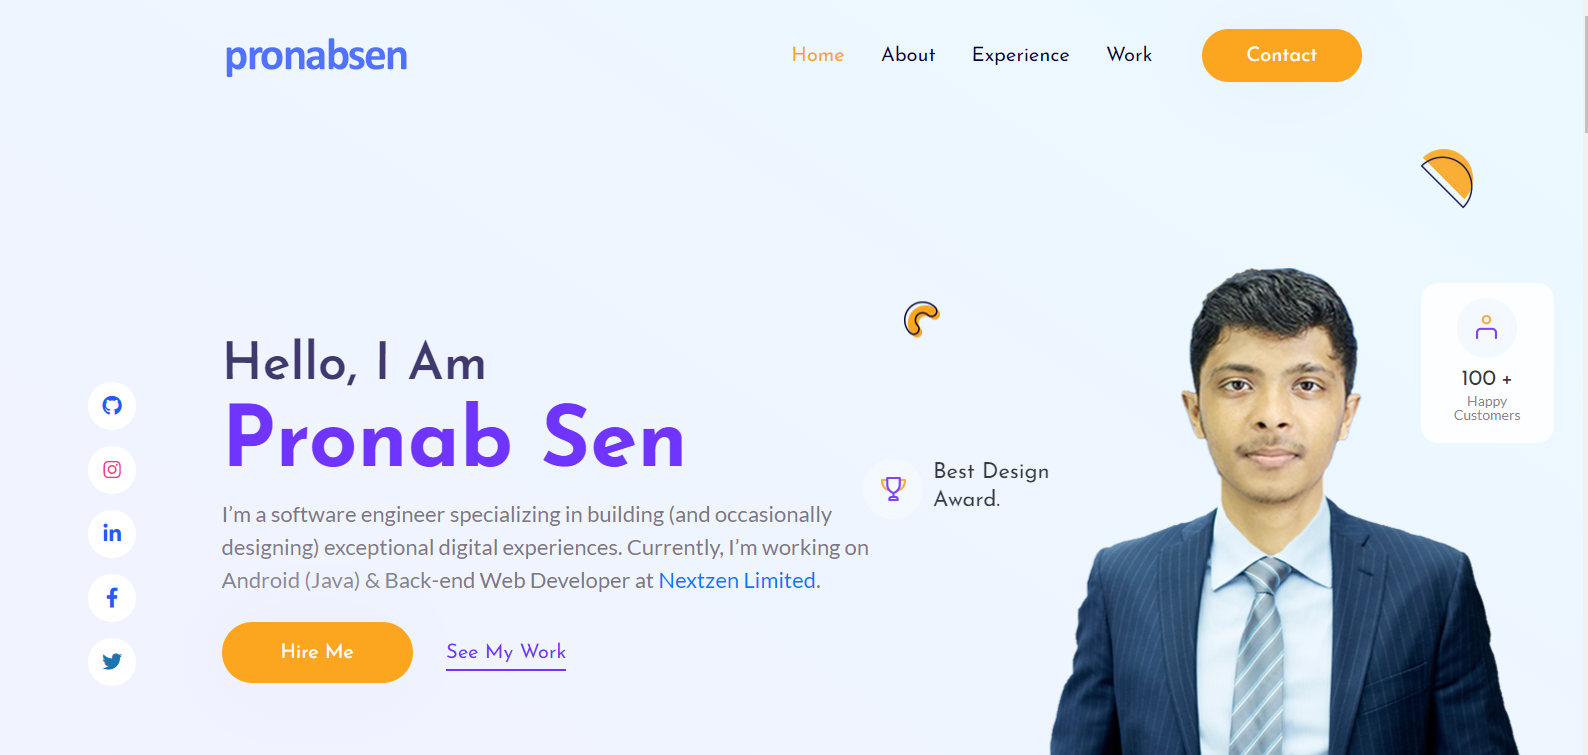 pronabsen
Home About Experience Work Contact
Hello, I Am
Pronab Sen
I’m a software engineer specializing in building (and occasionally
designing) exceptional digital experiences. Currently, I’m working on
Android (Java) & Back-end Web Developer at Nextzen Limited.
Hire Me See My Work
Best Design
Award.
100 +
Happy
Customers